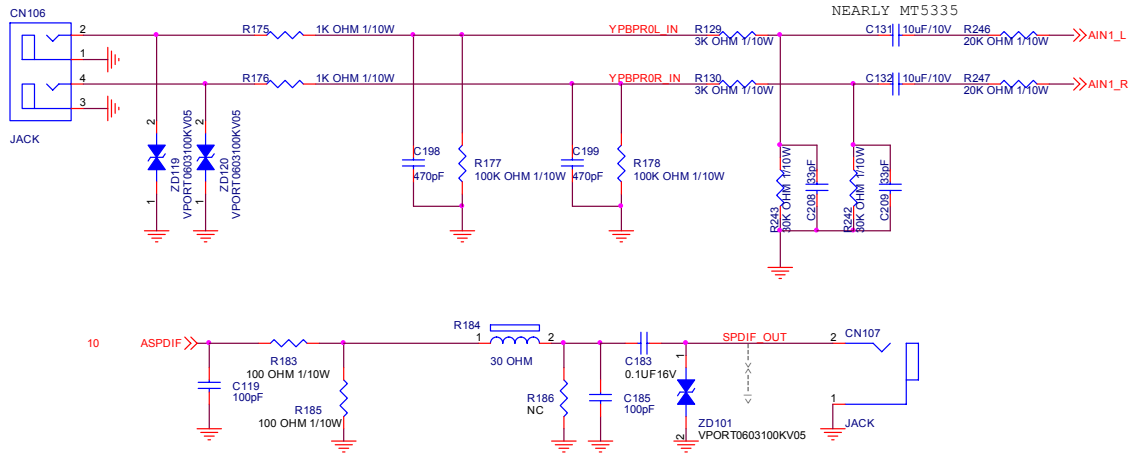 NEARLY MT5335
CN106
2
1
4
3
JACK
R175
1K OHM 1/10W
YPBPR0L_IN
R129
3K OHM 1/10W
C131
10uF/10V
R246
20K OHM 1/10W
AIN1_L
R176
1K OHM 1/10W
YPBPR0R_IN
R130
3K OHM 1/10W
C132
10uF/10V
R247
20K OHM 1/10W
AIN1_R
2
1
ZD119
VPORT0603100KV05
2
1
ZD120
VPORT0603100KV05
C198
470pF
R177
100K OHM 1/10W
C199
470pF
R178
100K OHM 1/10W
R243
30K OHM 1/10W
C208
33pF
R242
30K OHM 1/10W
C209
33pF
10
ASPDIF
C119
100pF
R183
100 OHM 1/10W
R185
100 OHM 1/10W
R184
1
2
30 OHM
R186
NC
C183
0.1UF16V
C185
100pF
1
2
ZD101
VPORT0603100KV05
SPDIF_OUT
2
CN107
1
JACK